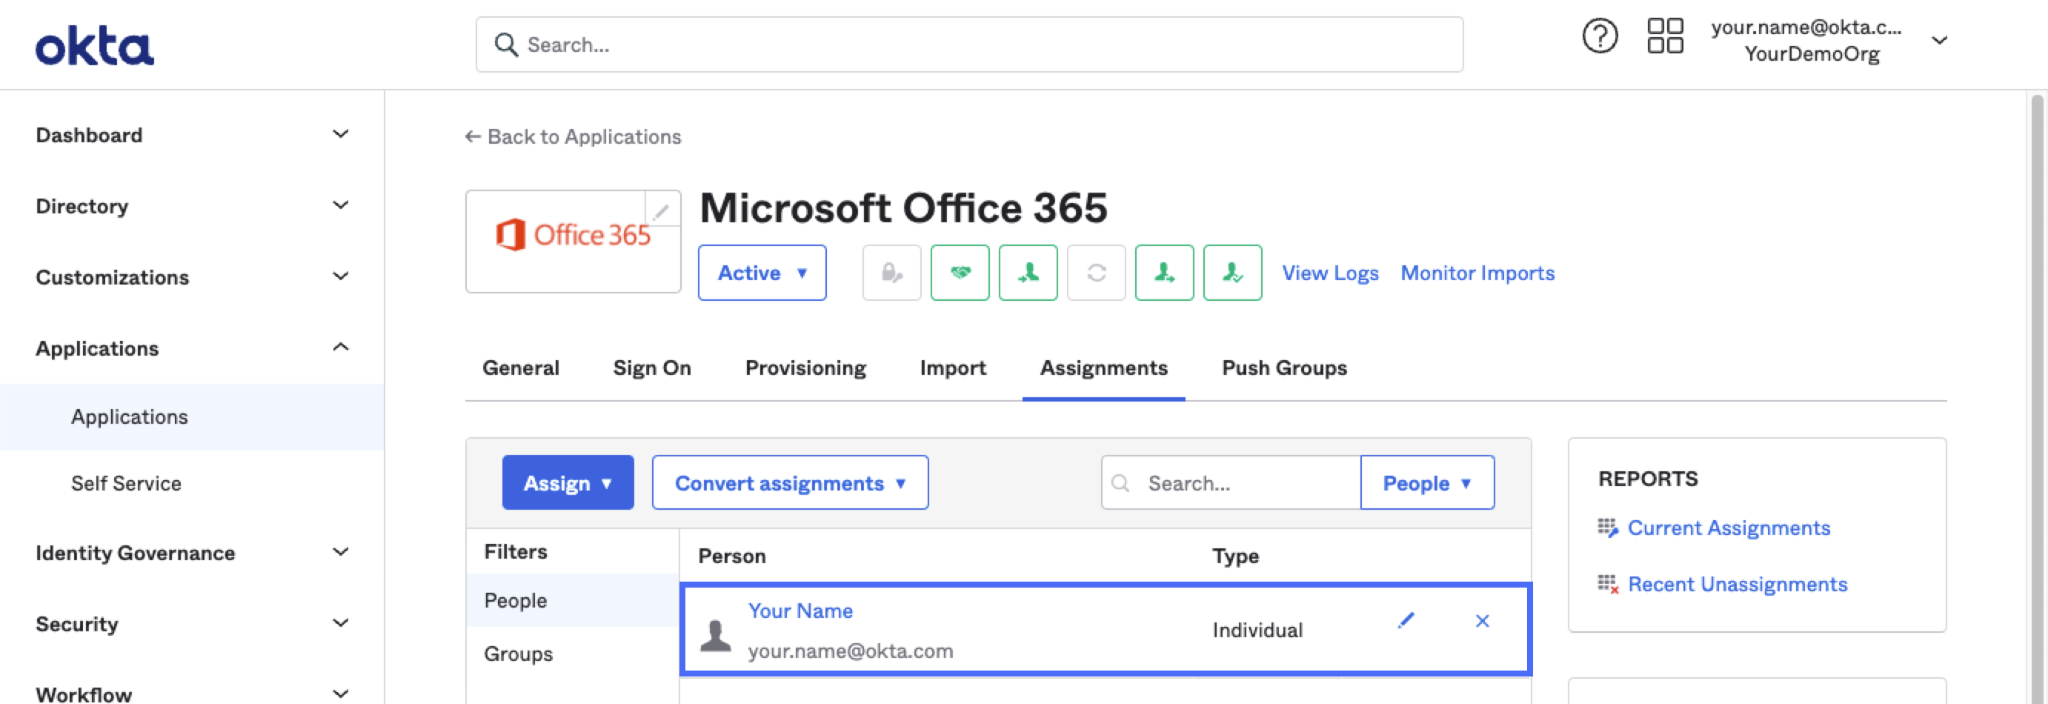 okta
Search...
your.name@okta.c...
YourDemoOrg
Dashboard
Directory
Customizations
Applications
Applications
Self Service
Identity Governance
Security
Workflow
← Back to Applications
Office 365
Microsoft Office 365
Active ▼
View Logs
Monitor Imports
General
Sign On
Provisioning
Import
Assignments
Push Groups
Assign ▼
Convert assignments ▼
Search...
People ▼
Filters
People
Groups
Person
Type
Your Name
your.name@okta.com
Individual
REPORTS
Current Assignments
Recent Unassignments